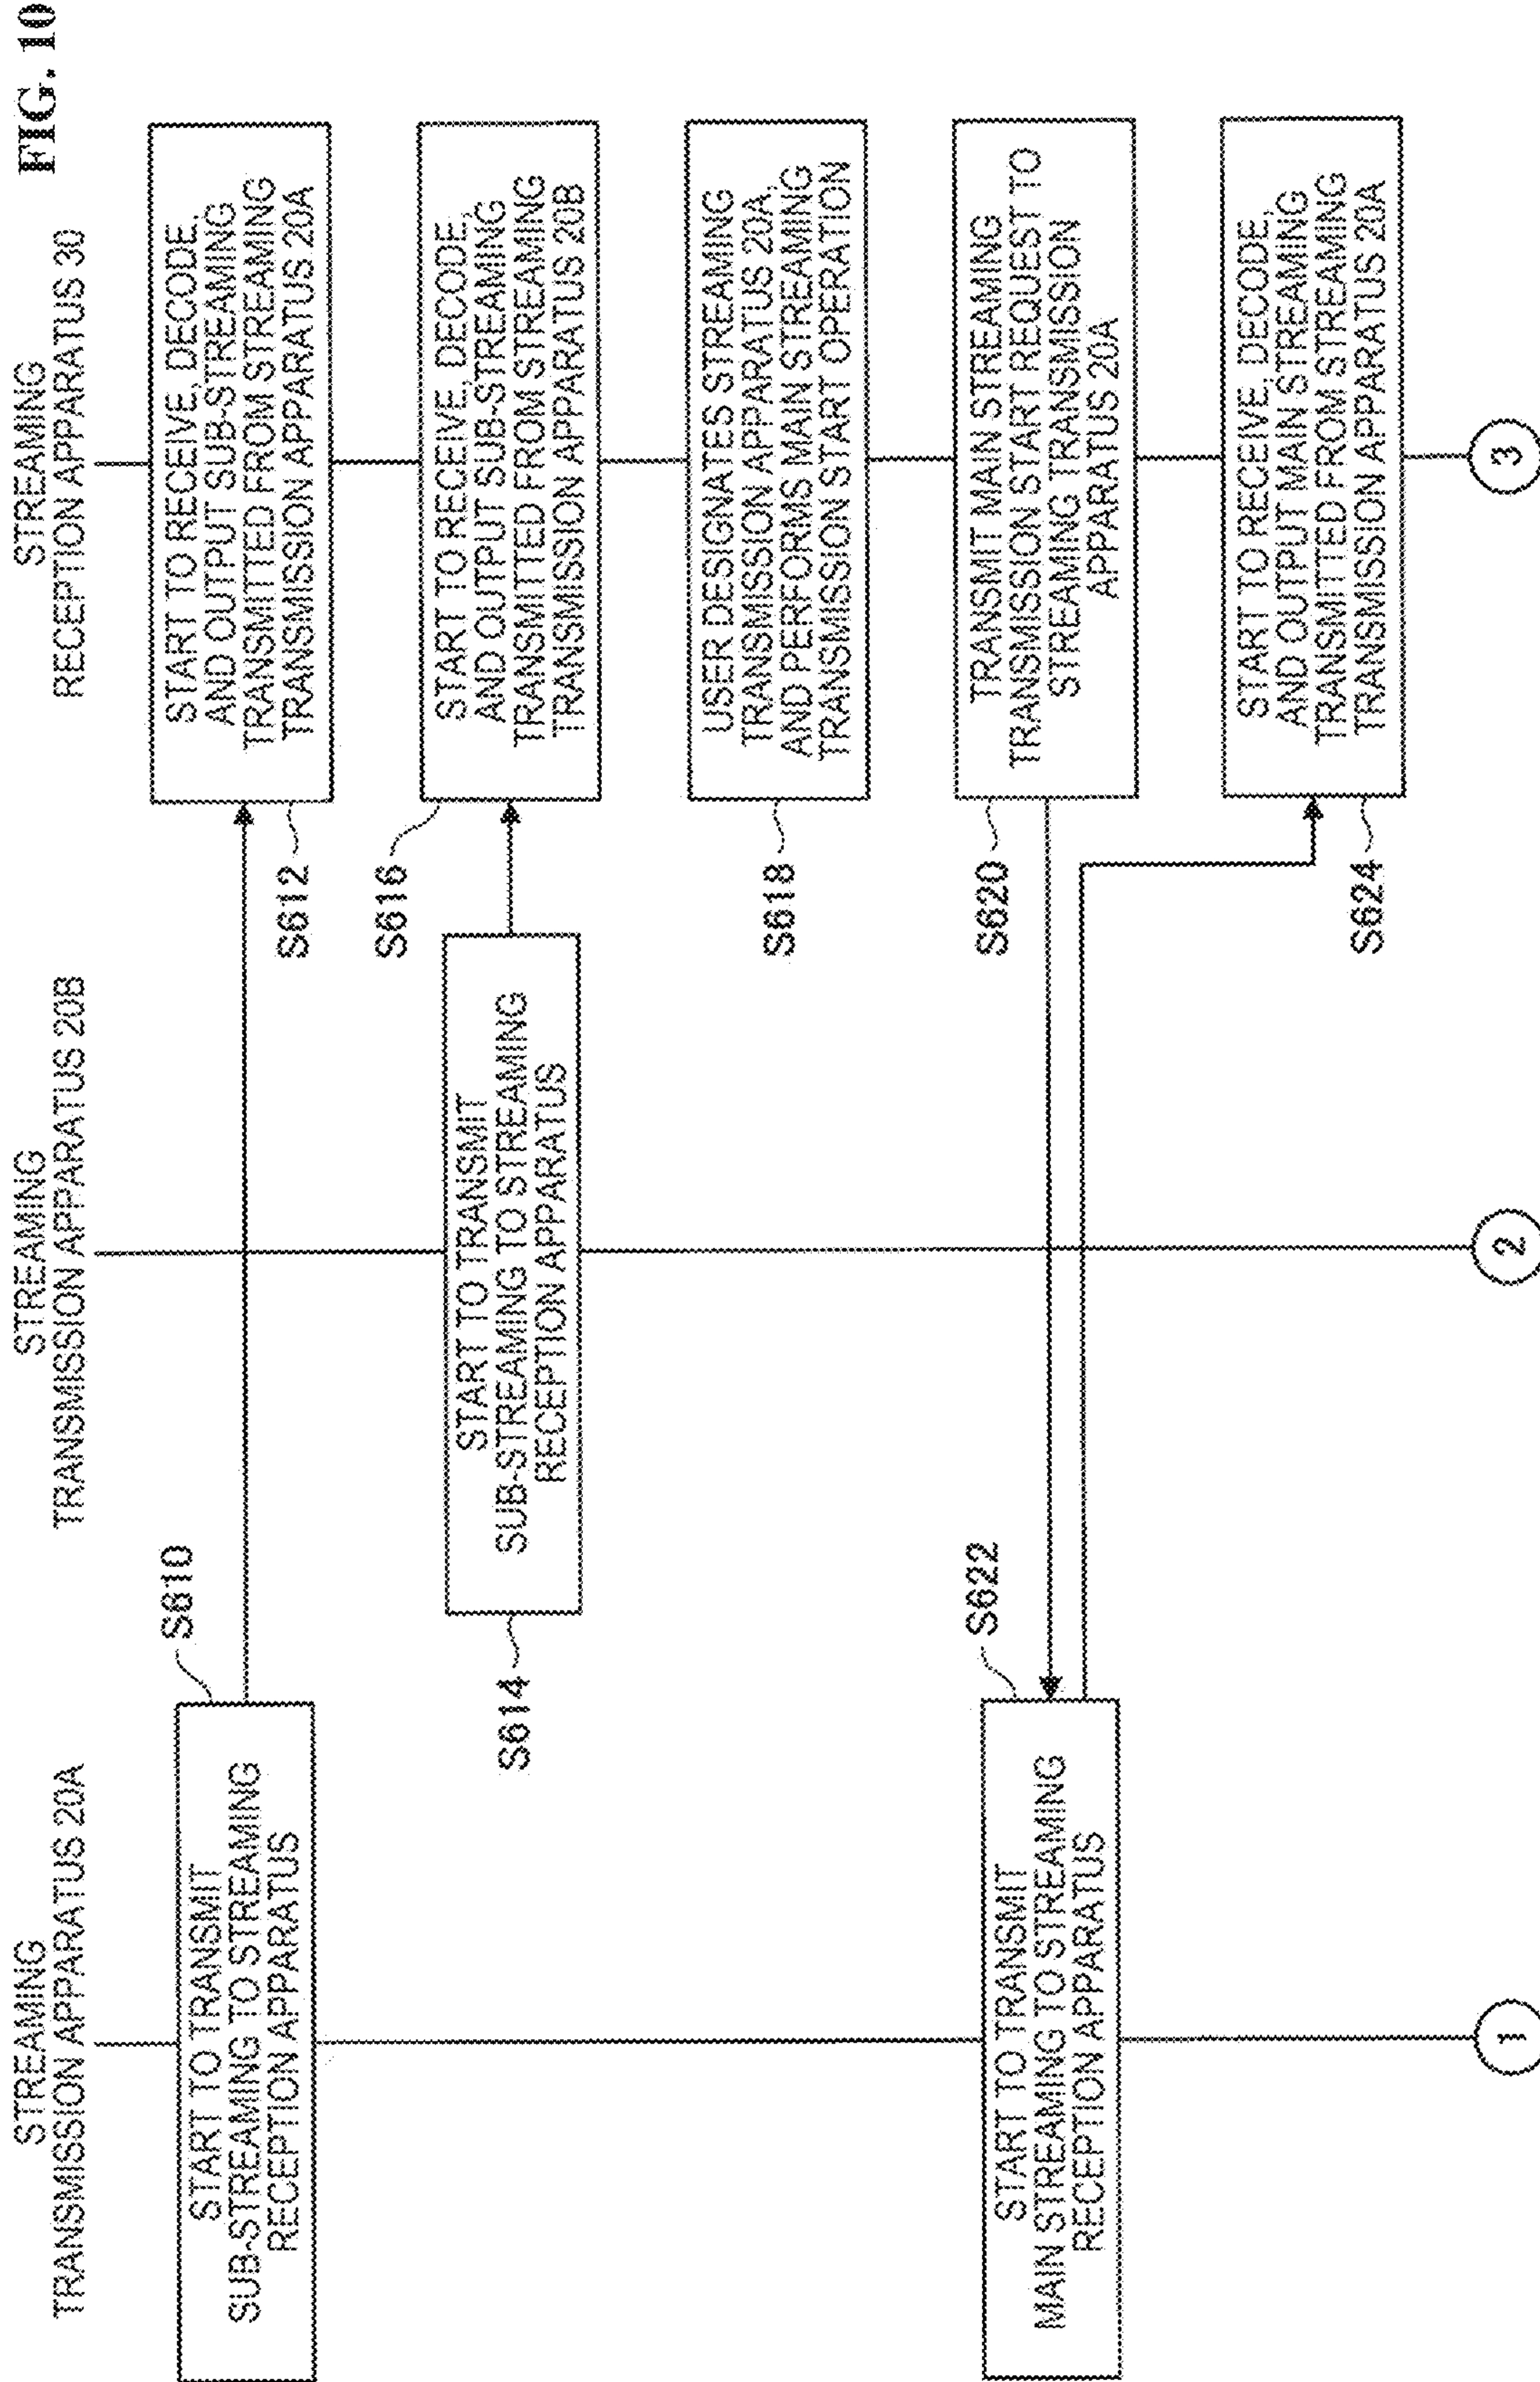 FIG. 10
STREAMING
TRANSMISSION APPARATUS 20A
STREAMING
TRANSMISSION APPARATUS 20B
STREAMING
RECEPTION APPARATUS 30
S610
START TO TRANSMIT
SUB-STREAMING TO STREAMING
RECEPTION APPARATUS
S612
START TO RECEIVE, DECODE,
AND OUTPUT SUB-STREAMING
TRANSMITTED FROM STREAMING
TRANSMISSION APPARATUS 20A
S614
START TO TRANSMIT
SUB-STREAMING TO STREAMING
RECEPTION APPARATUS
S616
START TO RECEIVE, DECODE,
AND OUTPUT SUB-STREAMING
TRANSMITTED FROM STREAMING
TRANSMISSION APPARATUS 20B
S618
USER DESIGNATES STREAMING
TRANSMISSION APPARATUS 20A,
AND PERFORMS MAIN STREAMING
TRANSMISSION START OPERATION
S620
TRANSMIT MAIN STREAMING
TRANSMISSION START REQUEST TO
STREAMING TRANSMISSION
APPARATUS 20A
S622
START TO TRANSMIT
MAIN STREAMING TO STREAMING
RECEPTION APPARATUS
S624
START TO RECEIVE, DECODE,
AND OUTPUT MAIN STREAMING
TRANSMITTED FROM STREAMING
TRANSMISSION APPARATUS 20A
1
2
3